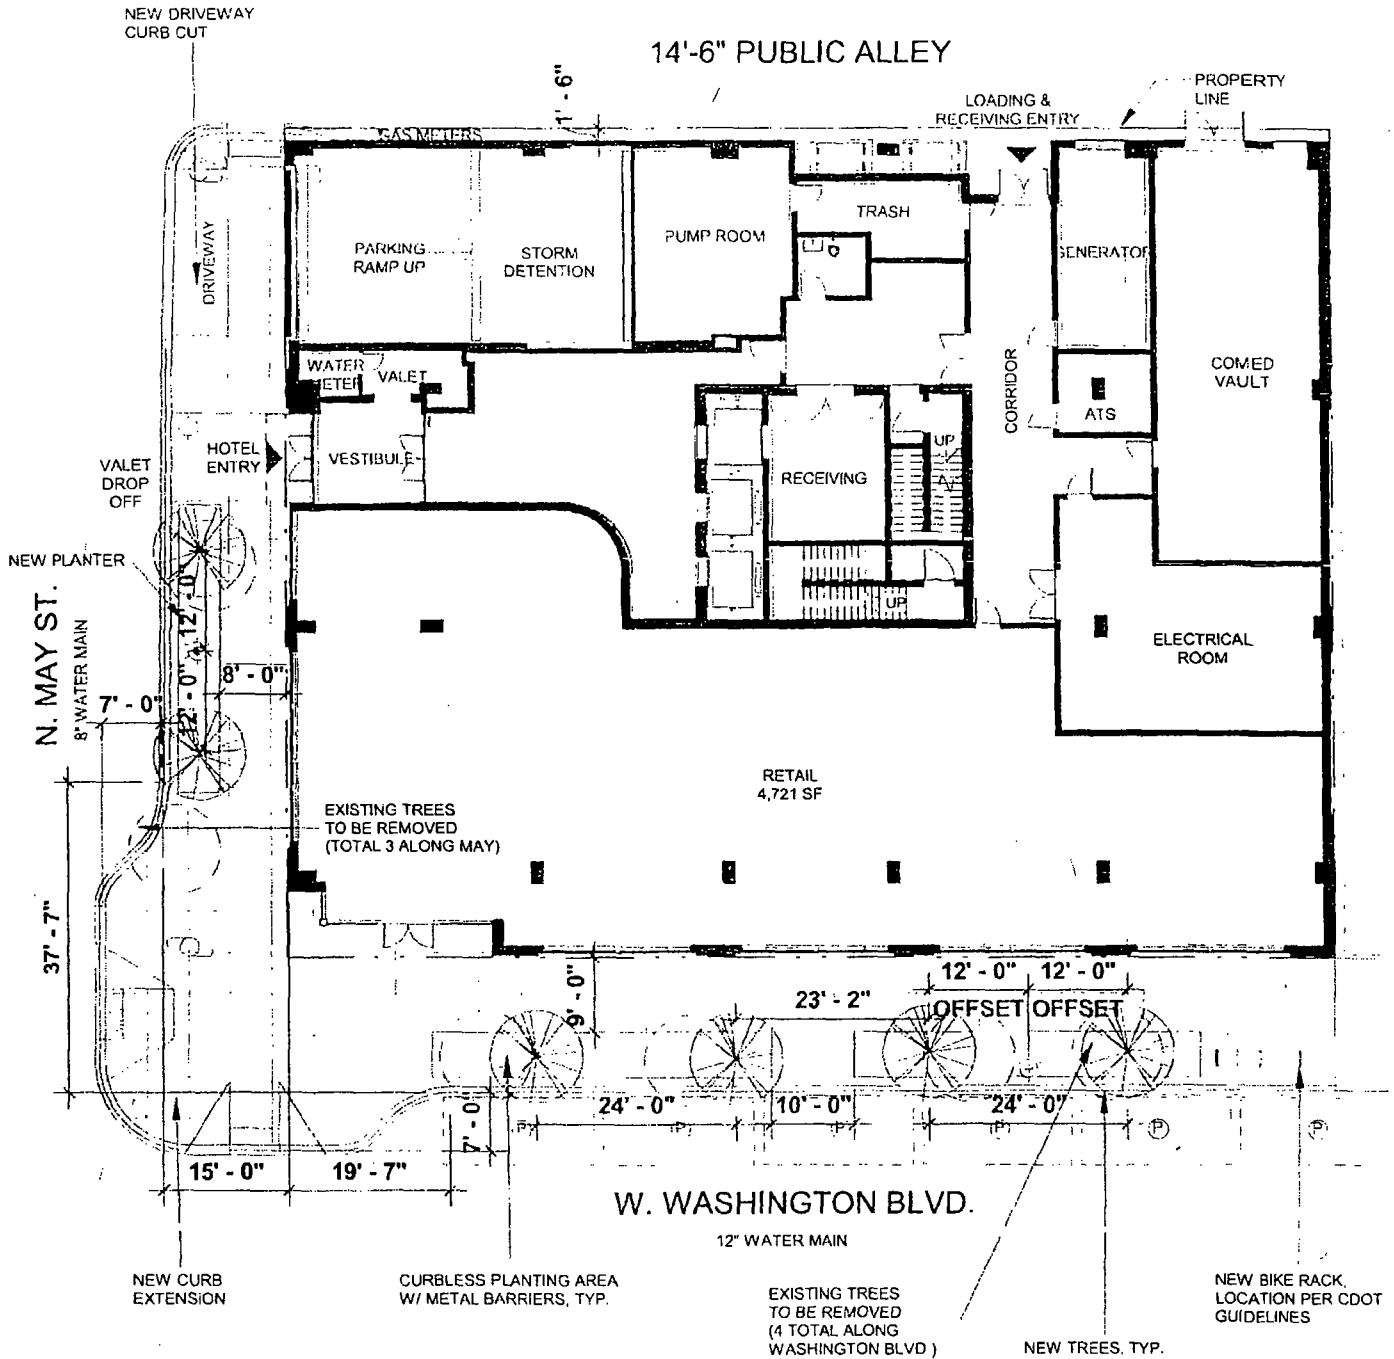 NEW DRIVEWAY
CURB CUT
14'-6" PUBLIC ALLEY
1' - 6"
PROPERTY
LINE
LOADING &
RECEIVING ENTRY
GAS METERS
DRIVEWAY
PARKING
RAMP UP
STORM
DETENTION
PUMP ROOM
TRASH
GENERATOR
COMED
VAULT
WATER
METER
VALET
CORRIDOR
ATS
HOTEL
ENTRY
VESTIBULE
UP
RECEIVING
VALET
DROP
OFF
NEW PLANTER
UP
ELECTRICAL
ROOM
N. MAY ST.
8" WATER MAIN
12' - 0"
12' - 0"
8' - 0"
7' - 0"
RETAIL
4,721 SF
EXISTING TREES
TO BE REMOVED
(TOTAL 3 ALONG MAY)
37' - 7"
9' - 0"
12' - 0"
12' - 0"
23' - 2"
OFFSET OFFSET
7' - 0"
24' - 0"
10' - 0"
24' - 0"
P
P
P
P
P
P
15' - 0"
19' - 7"
W. WASHINGTON BLVD.
12" WATER MAIN
NEW CURB
EXTENSION
CURBLESS PLANTING AREA
W/ METAL BARRIERS, TYP.
EXISTING TREES
TO BE REMOVED
(4 TOTAL ALONG
WASHINGTON BLVD )
NEW TREES, TYP.
NEW BIKE RACK,
LOCATION PER CDOT
GUIDELINES